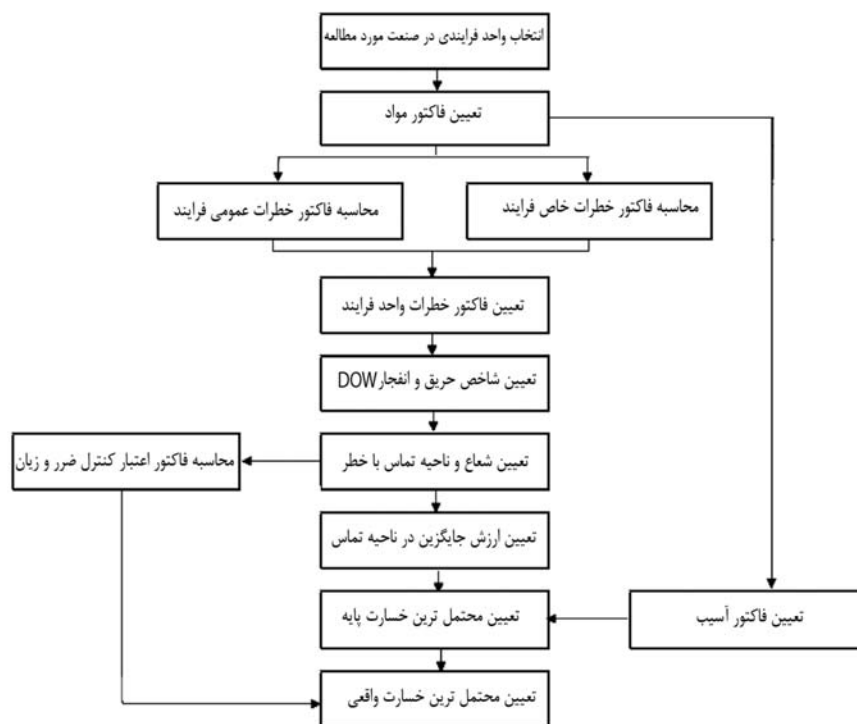 انتخاب واحد فرایندی در صنعت مورد مطالعه
تعیین فاکتور مواد
محاسبه فاکتور خطرات خاص فرایند
محاسبه فاکتور خطرات عمومی فرایند
تعیین فاکتور خطرات واحد فرایند
تعیین شاخص حریق و انفجار DOW
تعیین شعاع و ناحیه تماس با خطر
محاسبه فاکتور اعتبار کنترل ضرر و زیان
تعیین ارزش جایگزین در ناحیه تماس
تعیین فاکتور آسیب
تعیین محتمل ترین خسارت پایه
تعیین محتمل ترین خسارت واقعی